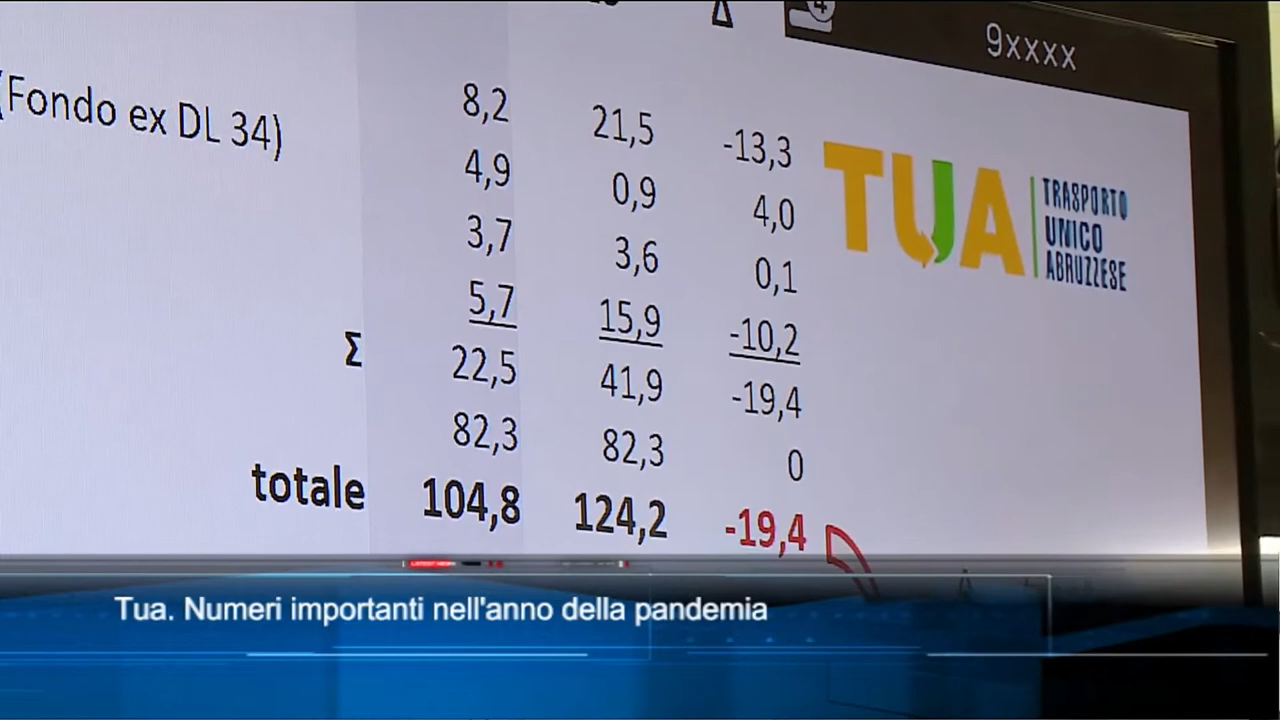 Δ
9xxxx
(Fondo ex DL 34) 8,2 21,5 -13,3
4,9 0,9 4,0
3,7 3,6 0,1
5,7 15,9 -10,2
Σ 22,5 41,9 -19,4
82,3 82,3 0
totale 104,8 124,2 -19,4
TUA
TRASPORTO
UNICO
ABRUZZESE
LATEST NEWS
Tua. Numeri importanti nell'anno della pandemia